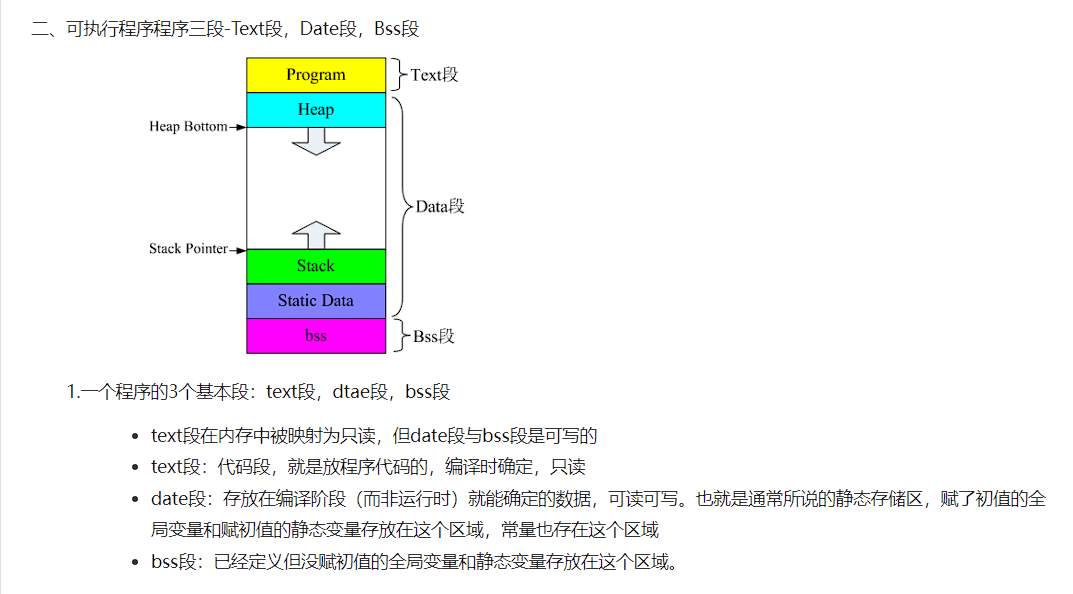 二、可执行程序程序三段-Text段，Date段，Bss段
Program
Text段
Heap
Heap Bottom
Data段
Stack Pointer
Stack
Static Data
bss
Bss段
1.一个程序的3个基本段：text段，dtae段，bss段
text段在内存中被映射为只读，但date段与bss段是可写的
text段：代码段，就是放程序代码的，编译时确定，只读
date段：存放在编译阶段（而非运行时）就能确定的数据，可读可写。也就是通常所说的静态存储区，赋了初值的全
局变量和赋初值的静态变量存放在这个区域，常量也存在这个区域
bss段：已经定义但没赋初值的全局变量和静态变量存放在这个区域。